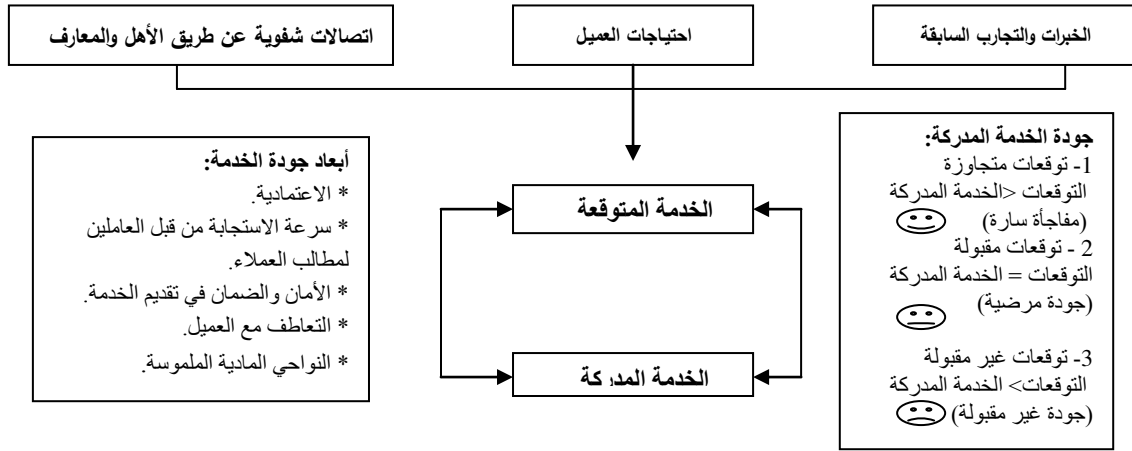 الخبرات والتجارب السابقة
احتياجات العميل
اتصالات شفوية عن طريق الأهل والمعارف
جودة الخدمة المدركة:
1- توقعات متجاوزة
التوقعات <الخدمة المدركة
(مفاجأة سارة)
2 - توقعات مقبولة
التوقعات = الخدمة المدركة
(جودة مرضية)
3- توقعات غير مقبولة
التوقعات> الخدمة المدركة
(جودة غير مقبولة)
الخدمة المتوقعة
الخدمة المدركة
أبعاد جودة الخدمة:
* الاعتمادية.
* سرعة الاستجابة من قبل العاملين
لمطالب العملاء.
* الأمان والضمان في تقديم الخدمة.
* التعاطف مع العميل.
* النواحي المادية الملموسة.